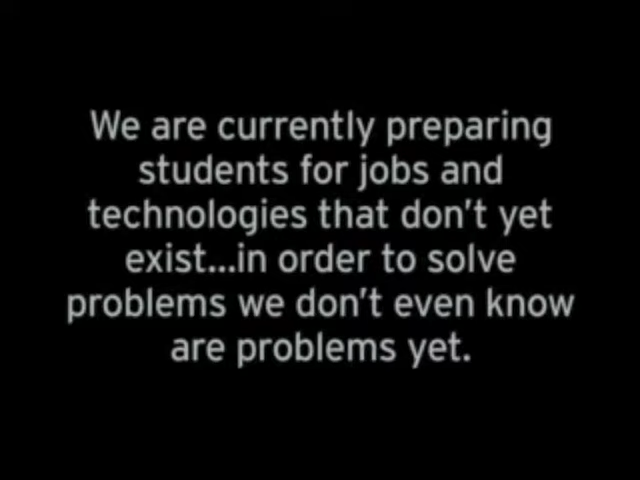 We are currently preparing
students for jobs and
technologies that don't yet
exist...in order to solve
problems we don't even know
are problems yet.